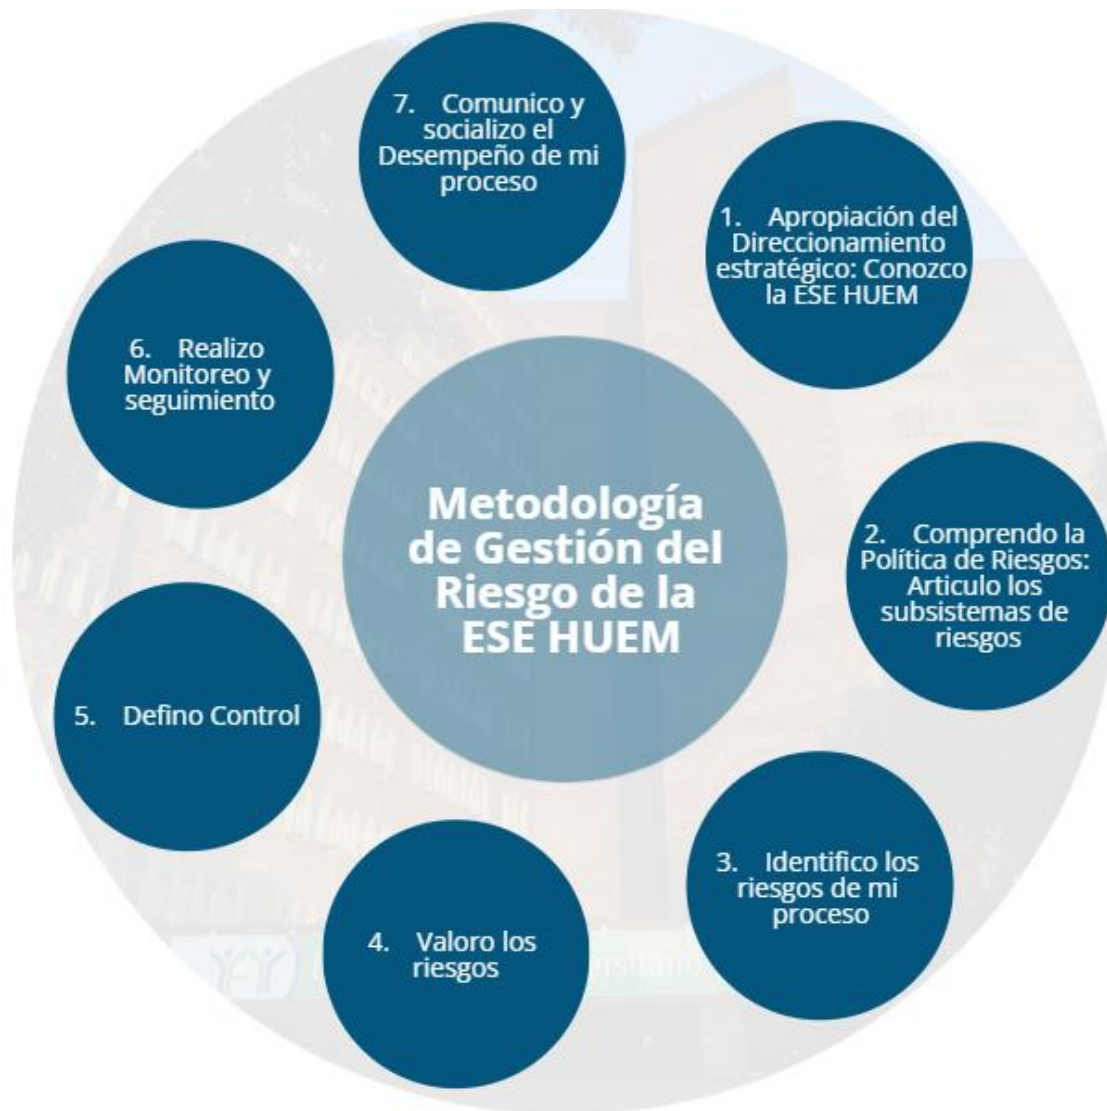 7. Comunico y
socializo el
Desempeño de mi
proceso
1. Apropiación del
Direccionamiento
estratégico: Conozco
la ESE HUEM
6. Realizo
Monitoreo y
seguimiento
Metodología
de Gestión del
Riesgo de la
ESE HUEM
2. Comprendo la
Política de Riesgos:
Articulo los
subsistemas de
riesgos
5. Defino Control
3. Identifico los
riesgos de mi
proceso
4. Valoro los
riesgos